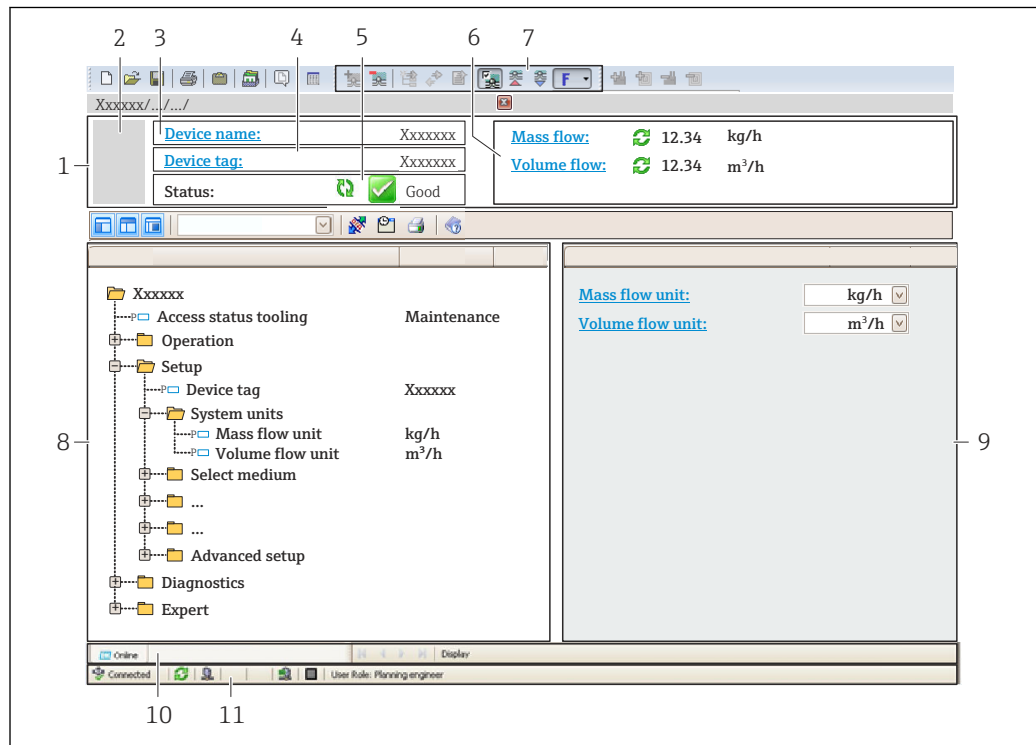 2 3 4 5 6 7
F
Xxxxxx/.../.../
1
Device name: Xxxxxxx
Device tag: Xxxxxxx
Status: Good
Mass flow: 12.34 kg/h
Volume flow: 12.34 m³/h
Xxxxxx
P Access status tooling Maintenance
Operation
Setup
P Device tag Xxxxxx
System units
P Mass flow unit kg/h
P Volume flow unit m³/h
Select medium
...
...
Advanced setup
Diagnostics
Expert
8
Mass flow unit: kg/h
Volume flow unit: m³/h
9
Online Display
Connected User Role: Planning engineer
10 11